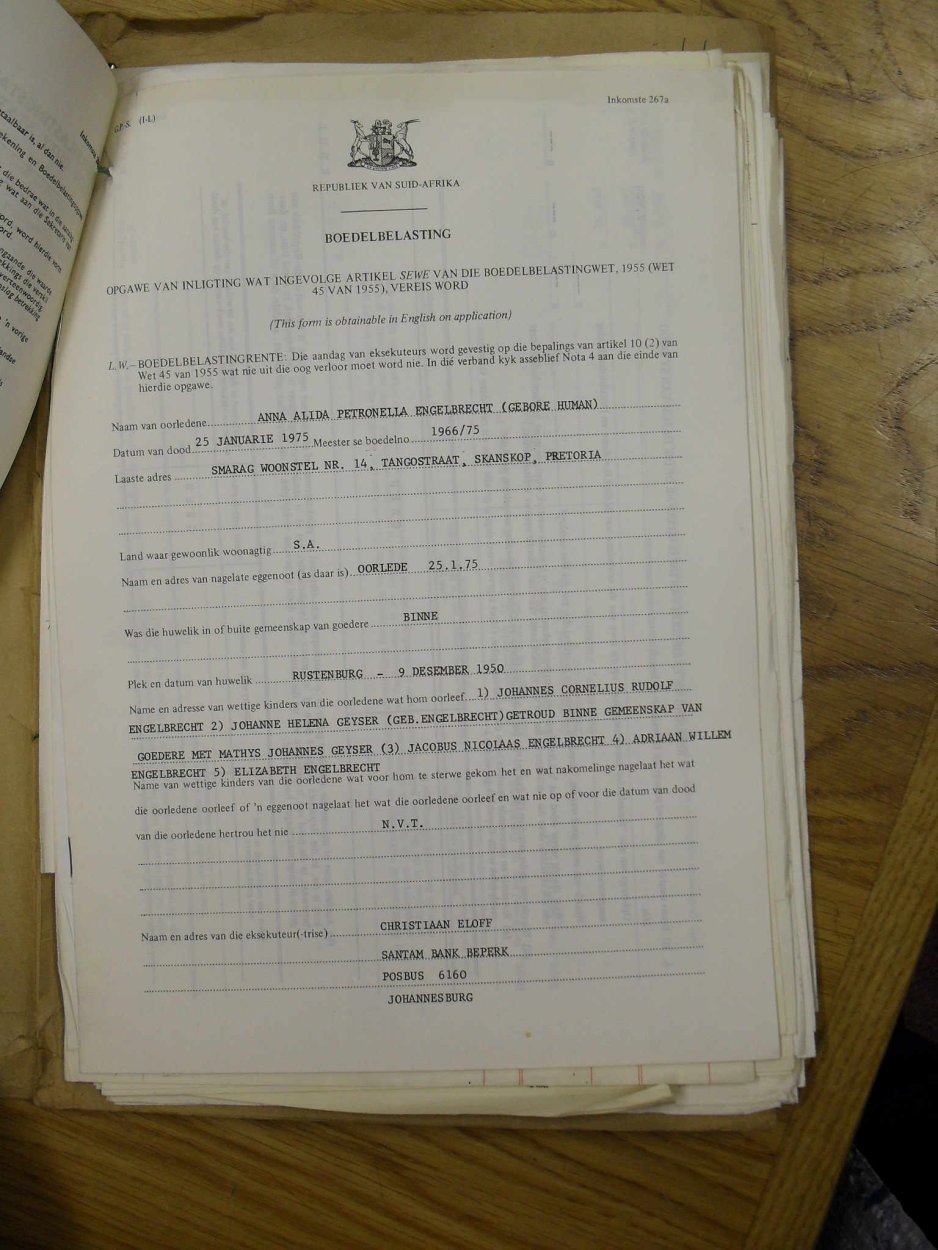 Inkomste 267a
G.P.-S. (I-L)
REPUBLIEK VAN SUID-AFRIKA
BOEDELBELASTING
OPGAWE VAN INLIGTING WAT INGEVOLGE ARTIKEL SEWE VAN DIE BOEDELBELASTINGWET, 1955 (WET
45 VAN 1955), VEREIS WORD
(This form is obtainable in English on application)
L.W.—BOEDELBELASTINGRENTE: Die aandag van eksekuteurs word gevestig op die bepalings van artikel 10 (2) van
Wet 45 van 1955 wat nie uit die oog verloor moet word nie. In dié verband kyk asseblief Nota 4 aan die einde van
hierdie opgawe.
Naam van oorledene ANNA ALIDA PETRONELLA ENGELBRECHT (GEBORE HUMAN)
Datum van dood 25 JANUARIE 1975 Meester se boedelno. 1966/75
Laaste adres SMARAG WOONSTEL NR. 14, TANGOSTRAAT, SKANSKOP, PRETORIA
Land waar gewoonlik woonagtig S.A.
Naam en adres van nagelate eggenoot (as daar is) OORLEDE 25.1.75
Was die huwelik in of buite gemeenskap van goedere BINNE
Plek en datum van huwelik RUSTENBURG - 9 DESEMBER 1950
Name en adresse van wettige kinders van die oorledene wat hom oorleef 1) JOHANNES CORNELIUS RUDOLF
ENGELBRECHT 2) JOHANNE HELENA GEYSER (GEB.ENGELBRECHT)GETROUD BINNE GEMEENSKAP VAN
GOEDERE MET MATHYS JOHANNES GEYSER (3) JACOBUS NICOLAAS ENGELBRECHT 4) ADRIAAN WILLEM
ENGELBRECHT 5) ELIZABETH ENGELBRECHT
Name van wettige kinders van die oorledene wat voor hom te sterwe gekom het en wat nakomelinge nagelaat het wat
die oorledene oorleef of 'n eggenoot nagelaat het wat die oorledene oorleef en wat nie op of voor die datum van dood
van die oorledene hertrou het nie N.V.T.
Naam en adres van die eksekuteur(-trise) CHRISTIAAN ELOFF
SANTAM BANK BEPERK
POSBUS 6160
JOHANNESBURG